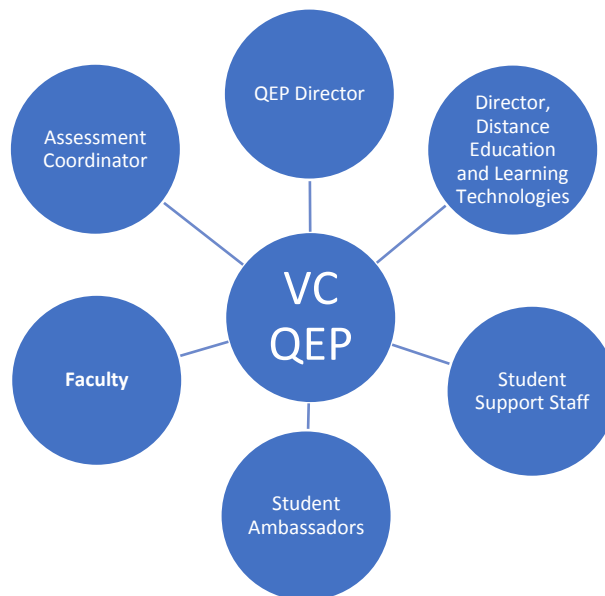 QEP Director
Director,
Distance
Education
and Learning
Technologies
Assessment
Coordinator
VC
QEP
Faculty
Student
Support Staff
Student
Ambassadors